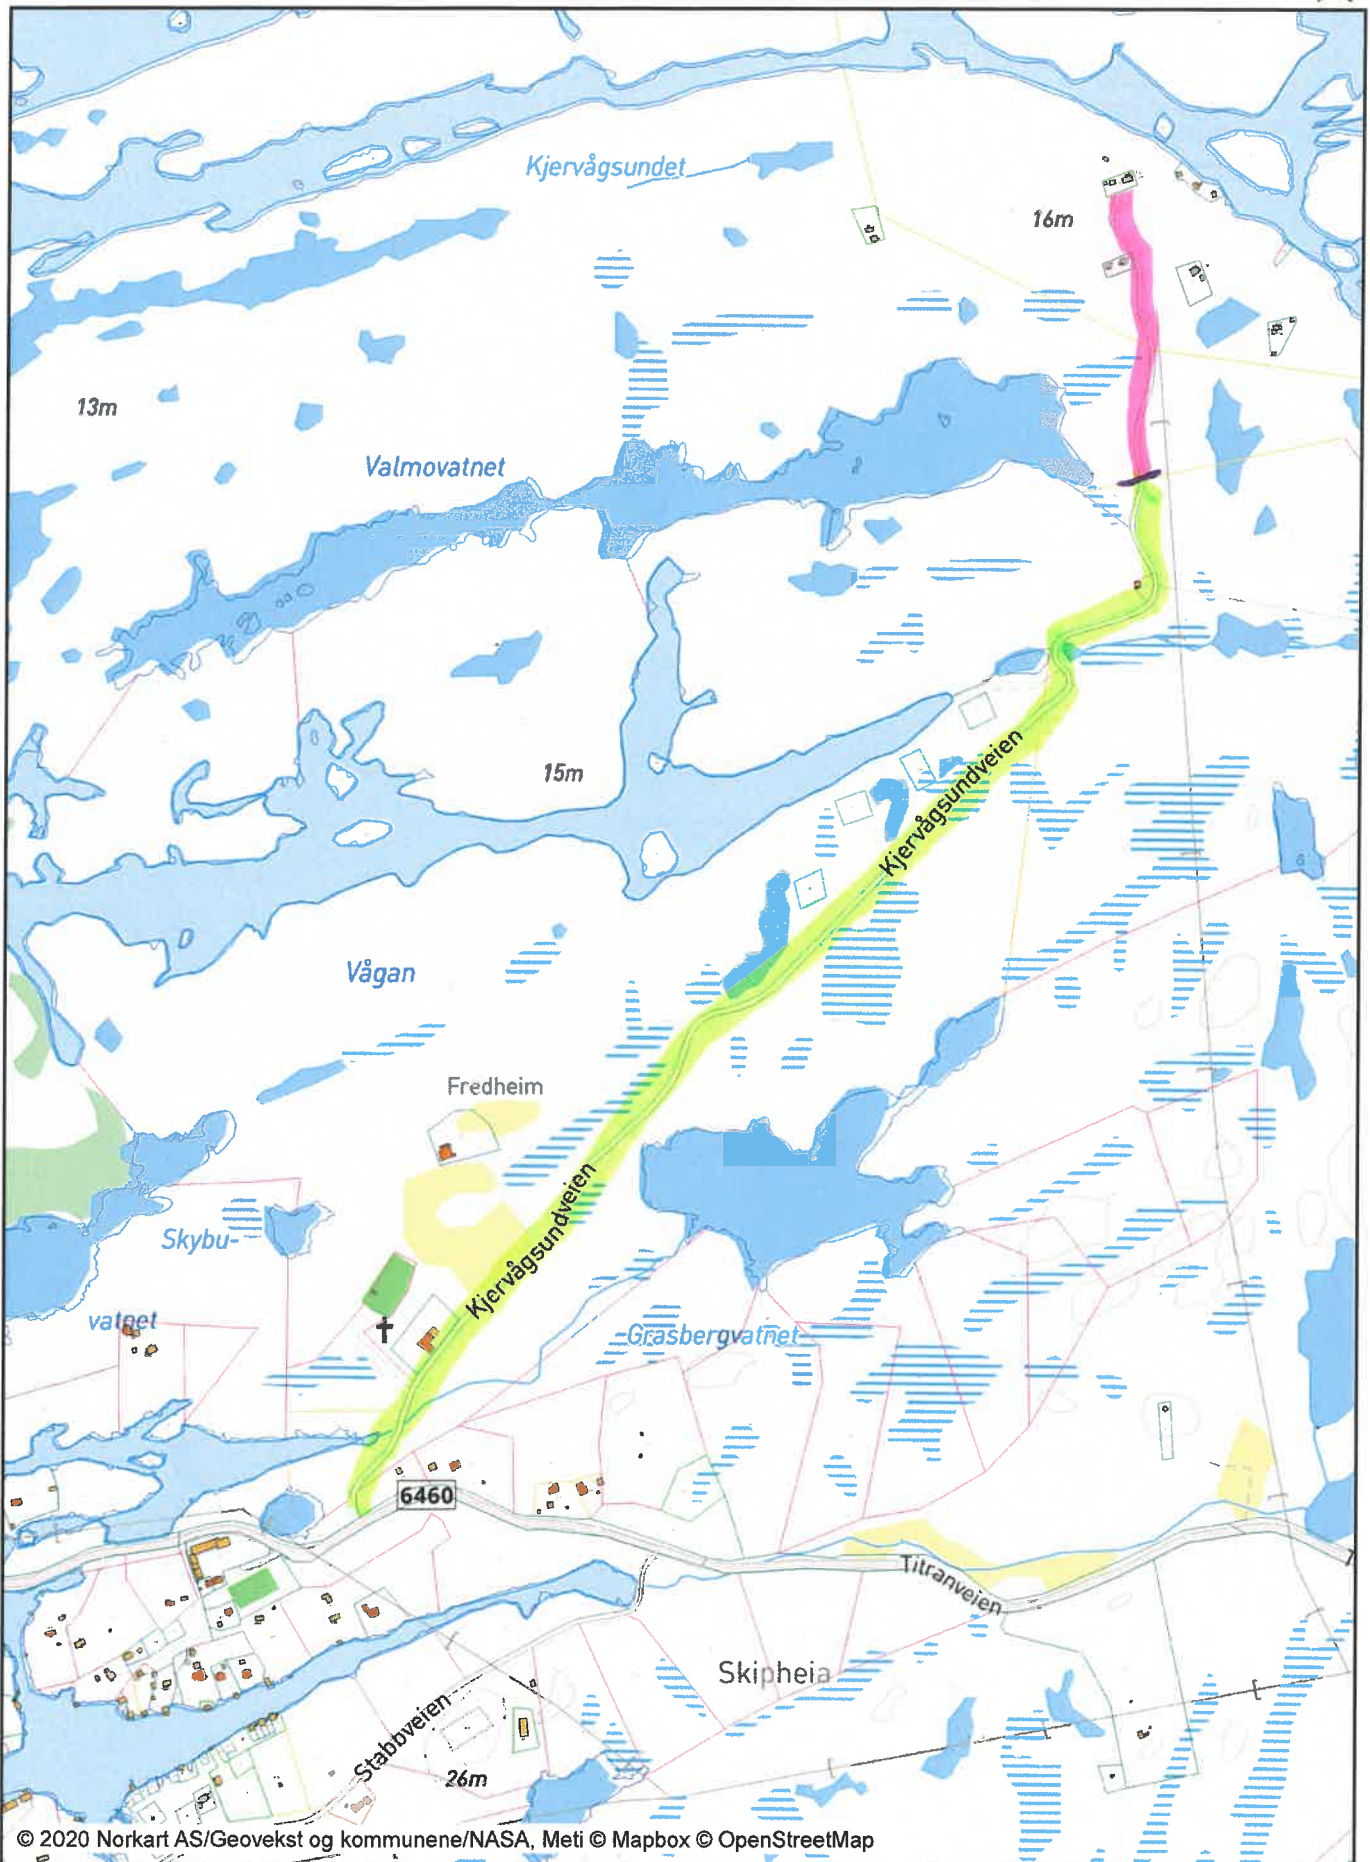 Kjervågsundet
16m
13m
Valmovatnet
Kjervågsundveien
15m
Vågan
Fredheim
Kjervågsundveien
Skybu-
vatnet
Grasbergvatnet
6460
Titranveien
Skipheia
Stabbveien
26m
© 2020 Norkart AS/Geovekst og kommunene/NASA, Meti © Mapbox © OpenStreetMap